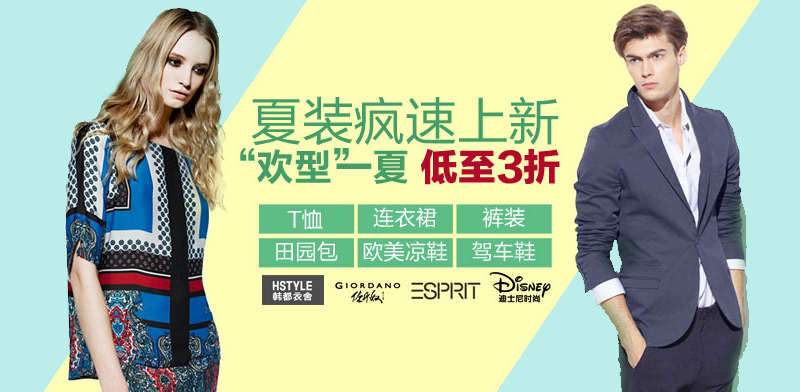 夏装疯速上新
“欢型”一夏 低至3折
T恤 连衣裙 裤装
田园包 欧美凉鞋 驾车鞋
HSTYLE GIORDANO ESPRIT Disney
韩都衣舍 佐丹奴 迪士尼时尚